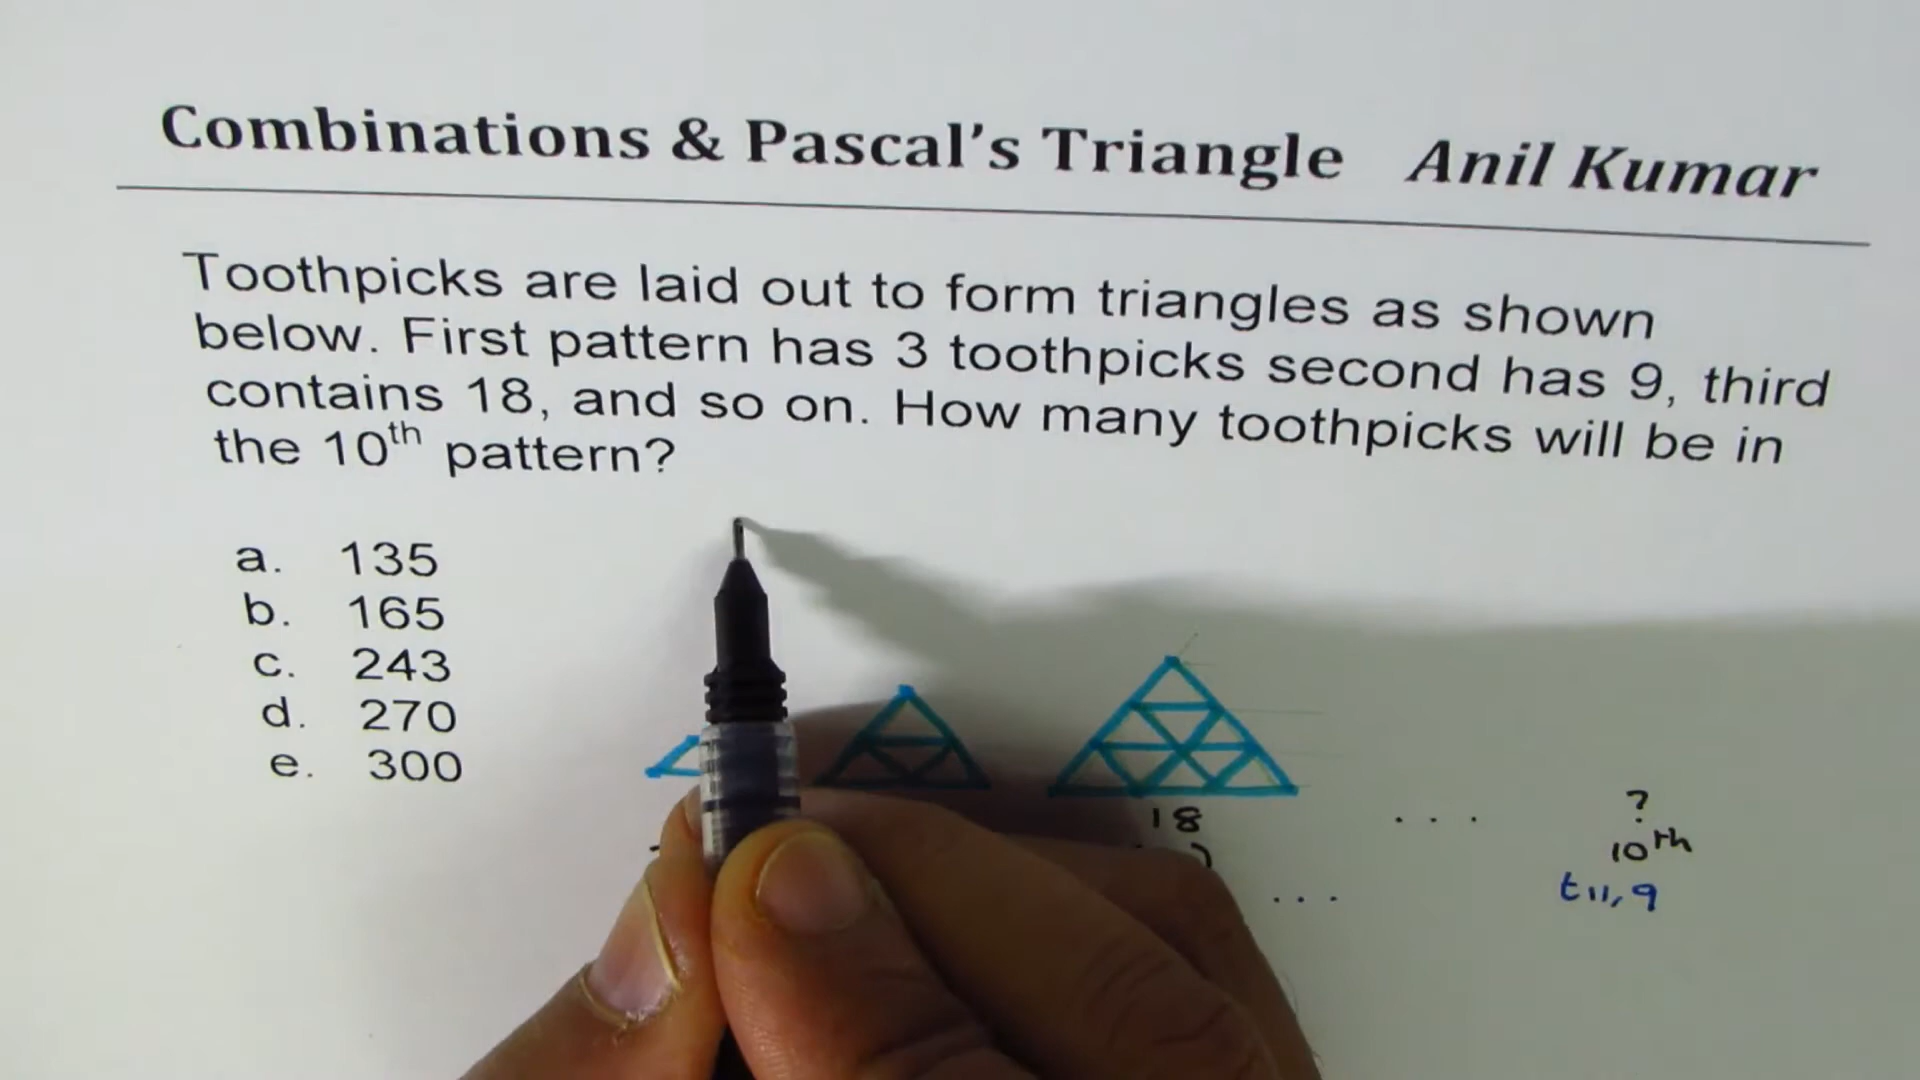 Combinations & Pascal's Triangle Anil Kumar
Toothpicks are laid out to form triangles as shown
below. First pattern has 3 toothpicks second has 9, third
contains 18, and so on. How many toothpicks will be in
the 10th pattern?
a. 135
b. 165
c. 243
d. 270
e. 300
18
. . . ?
10th
. . . t11,9